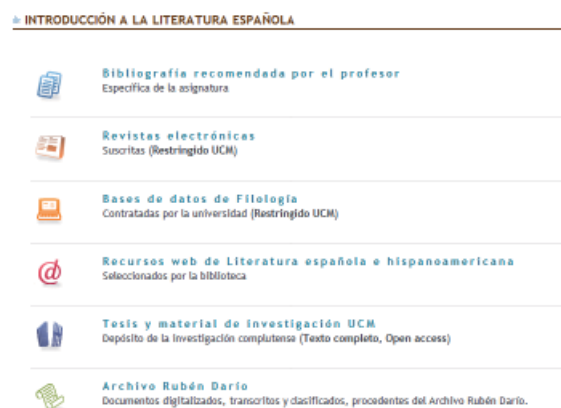 INTRODUCCIÓN A LA LITERATURA ESPAÑOLA
Bibliografía recomendada por el profesor
Específica de la asignatura
Revistas electrónicas
Suscritas (Restringido UCM)
Bases de datos de Filología
Contratadas por la universidad (Restringido UCM)
Recursos web de Literatura española e hispanoamericana
Seleccionados por la biblioteca
Tesis y material de investigación UCM
Depósito de la investigación complutense (Texto completo, Open access)
Archivo Rubén Darío
Documentos digitalizados, transcritos y clasificados, procedentes del Archivo Rubén Darío.